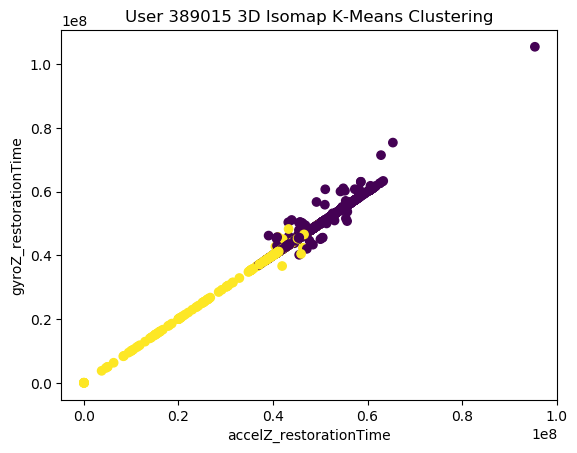 User 389015 3D Isomap K-Means Clustering
1e8
1.0
0.8
0.6
0.4
0.2
0.0
gyroZ_restorationTime
0.0 0.2 0.4 0.6 0.8 1.0
1e8
accelZ_restorationTime